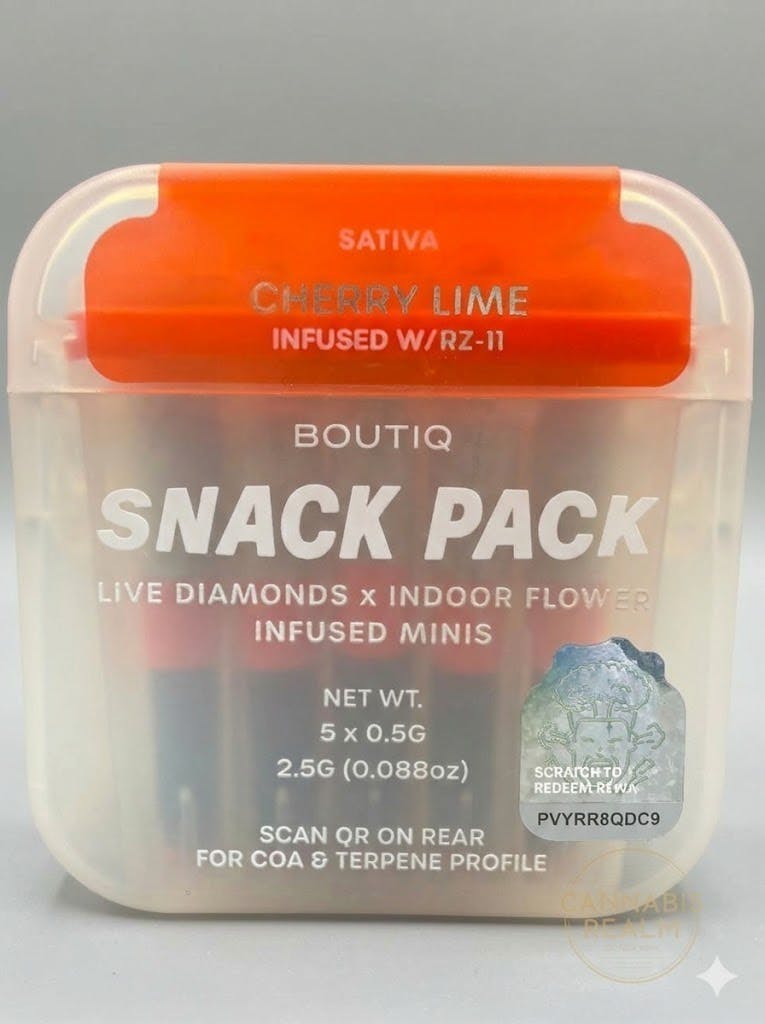 SATIVA
CHERRY LIME
INFUSED W/RZ-11
BOUTIQ
SNACK PACK
LIVE DIAMONDS x INDOOR FLOWER
INFUSED MINIS
NET WT.
5 x 0.5G
2.5G (0.088oz)
SCRATCH TO
REDEEM REWA
PVYRR8QDC9
SCAN QR ON REAR
FOR COA & TERPENE PROFILE
CANNABIS
REALM